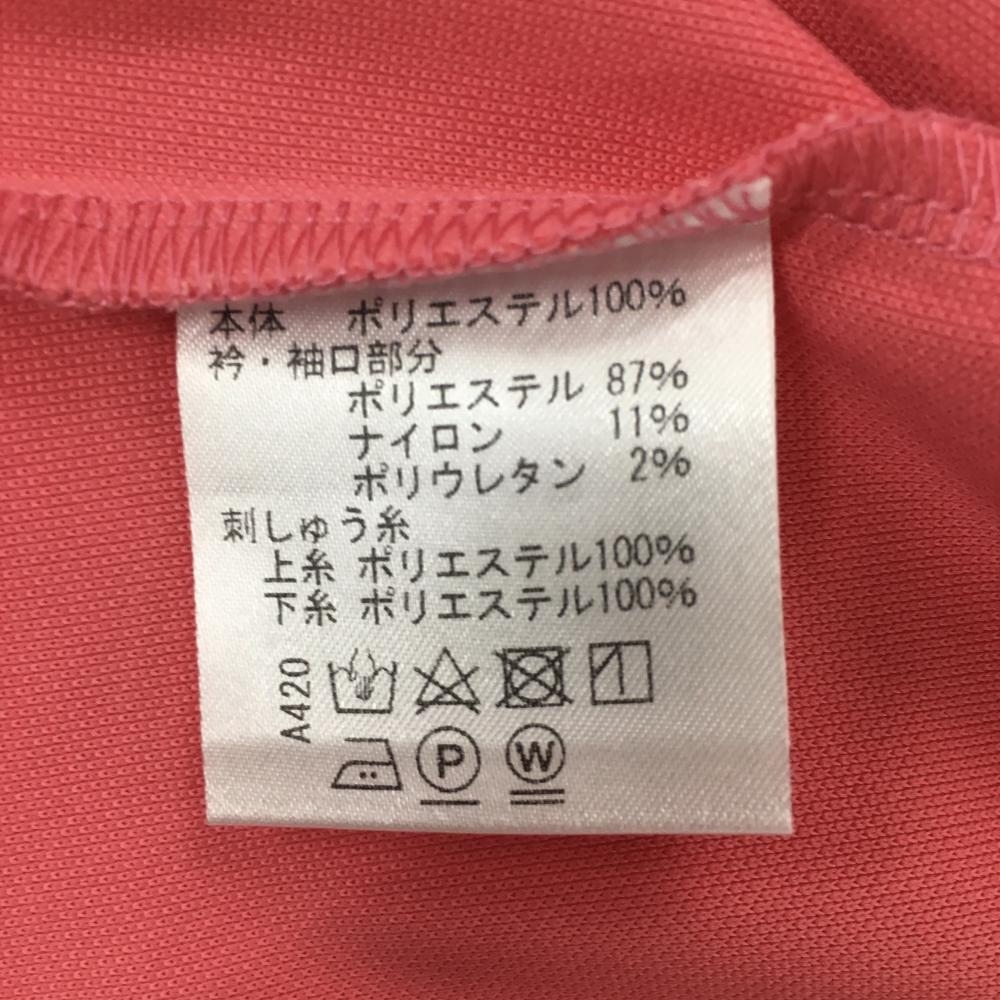 本体 ポリエステル100%
衿・袖口部分
ポリエステル 87%
ナイロン 11%
ポリウレタン 2%
刺しゅう糸
上糸 ポリエステル100%
下糸 ポリエステル100%
A420
P W